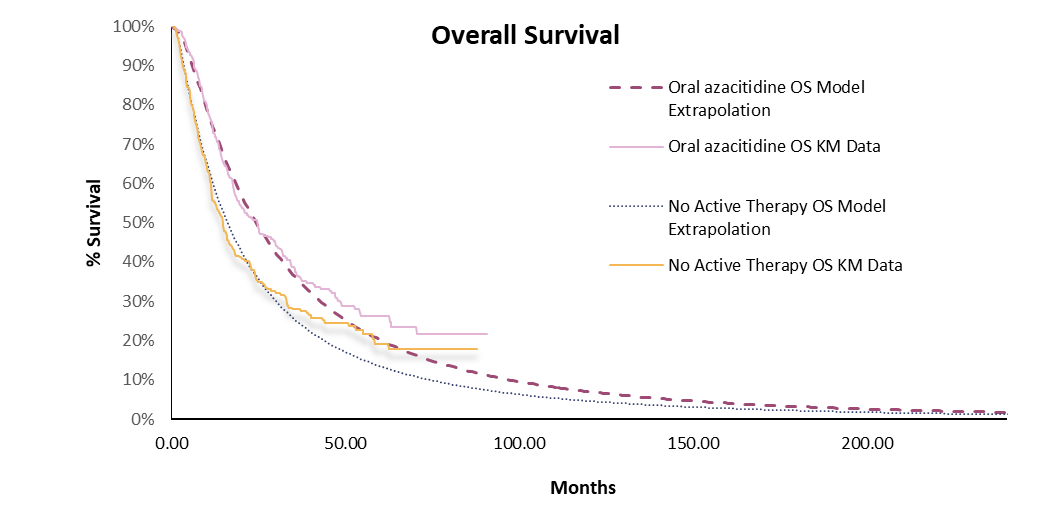 Overall Survival
100%
90%
80%
70%
60%
50%
40%
30%
20%
10%
0%
% Survival
0.00
50.00
100.00
150.00
200.00
Months
Oral azacitidine OS Model
Extrapolation
Oral azacitidine OS KM Data
No Active Therapy OS Model
Extrapolation
No Active Therapy OS KM Data